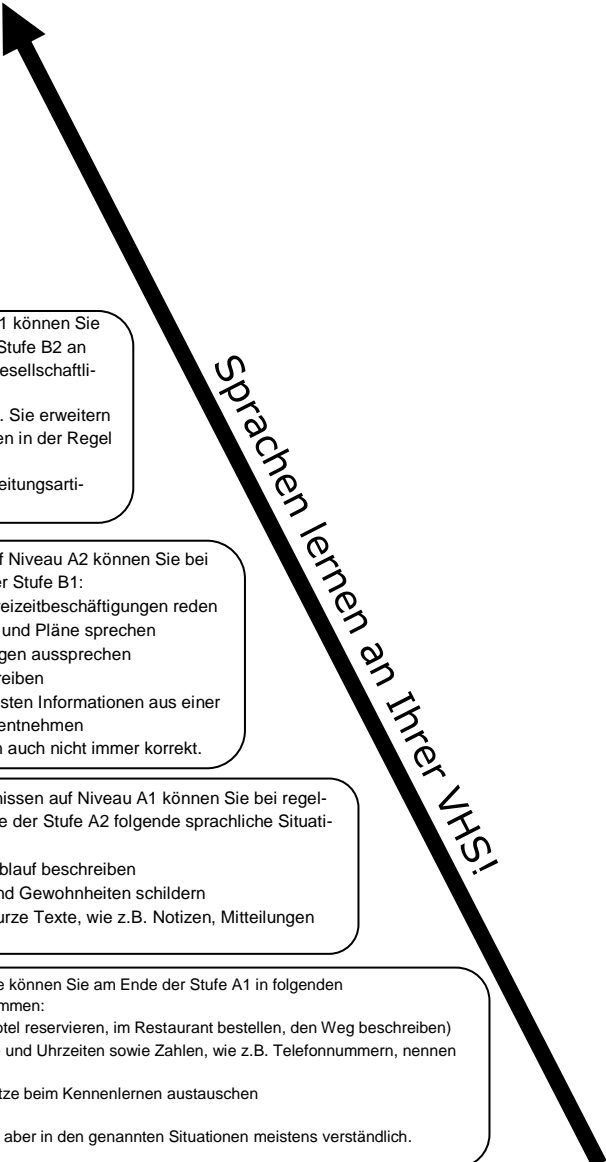 1 können Sie
Stufe B2 an
esellschaftli-
. Sie erweitern
en in der Regel
eitungsarti-
Sprachen lernen an Ihrer VHS!
f Niveau A2 können Sie bei
er Stufe B1:
reizeitbeschäftigungen reden
und Pläne sprechen
gen aussprechen
reiben
sten Informationen aus einer
entnehmen
n auch nicht immer korrekt.
nissen auf Niveau A1 können Sie bei regel-
e der Stufe A2 folgende sprachliche Situati-
blauf beschreiben
nd Gewohnheiten schildern
urze Texte, wie z.B. Notizen, Mitteilungen
e können Sie am Ende der Stufe A1 in folgenden
mmen:
otel reservieren, im Restaurant bestellen, den Weg beschreiben)
und Uhrzeiten sowie Zahlen, wie z.B. Telefonnummern, nennen
tze beim Kennenlernen austauschen
aber in den genannten Situationen meistens verständlich.